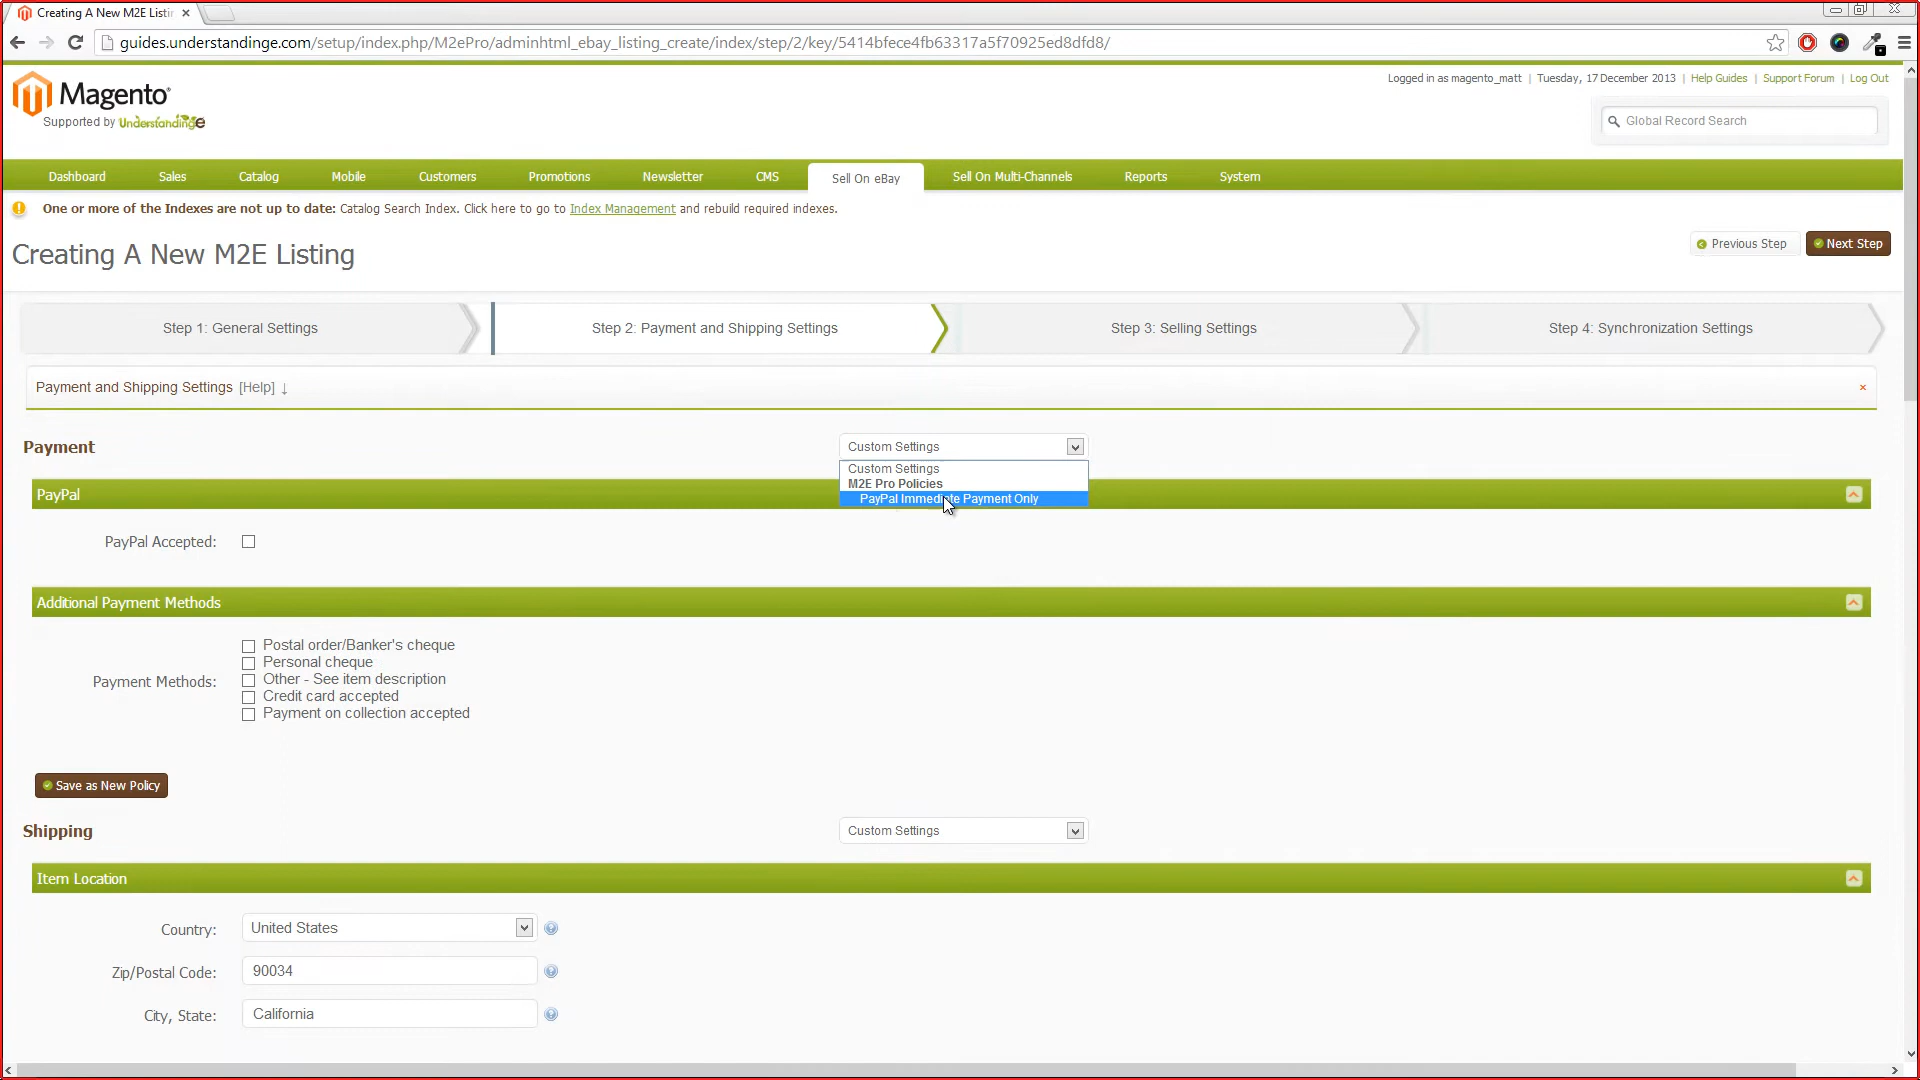 Creating A New M2E Listin
guides.understandinge.com/setup/index.php/M2ePro/adminhtml_ebay_listing_create/index/step/2/key/5414bfece4fb63317a5f70925ed8dfd8/
Magento
Supported by Understandinge
Logged in as magento_matt | Tuesday, 17 December 2013 | Help Guides | Support Forum | Log Out
Global Record Search
Dashboard Sales Catalog Mobile Customers Promotions Newsletter CMS Sell On eBay Sell On Multi-Channels Reports System
One or more of the Indexes are not up to date: Catalog Search Index. Click here to go to Index Management and rebuild required indexes.
Creating A New M2E Listing
Previous Step Next Step
Step 1: General Settings Step 2: Payment and Shipping Settings Step 3: Selling Settings Step 4: Synchronization Settings
Payment and Shipping Settings [Help] ↓
Payment Custom Settings
Custom Settings
M2E Pro Policies
PayPal Immediate Payment Only
PayPal
PayPal Accepted:
Additional Payment Methods
Payment Methods:
Postal order/Banker's cheque
Personal cheque
Other - See item description
Credit card accepted
Payment on collection accepted
Save as New Policy
Shipping Custom Settings
Item Location
Country: United States
Zip/Postal Code: 90034
City, State: California